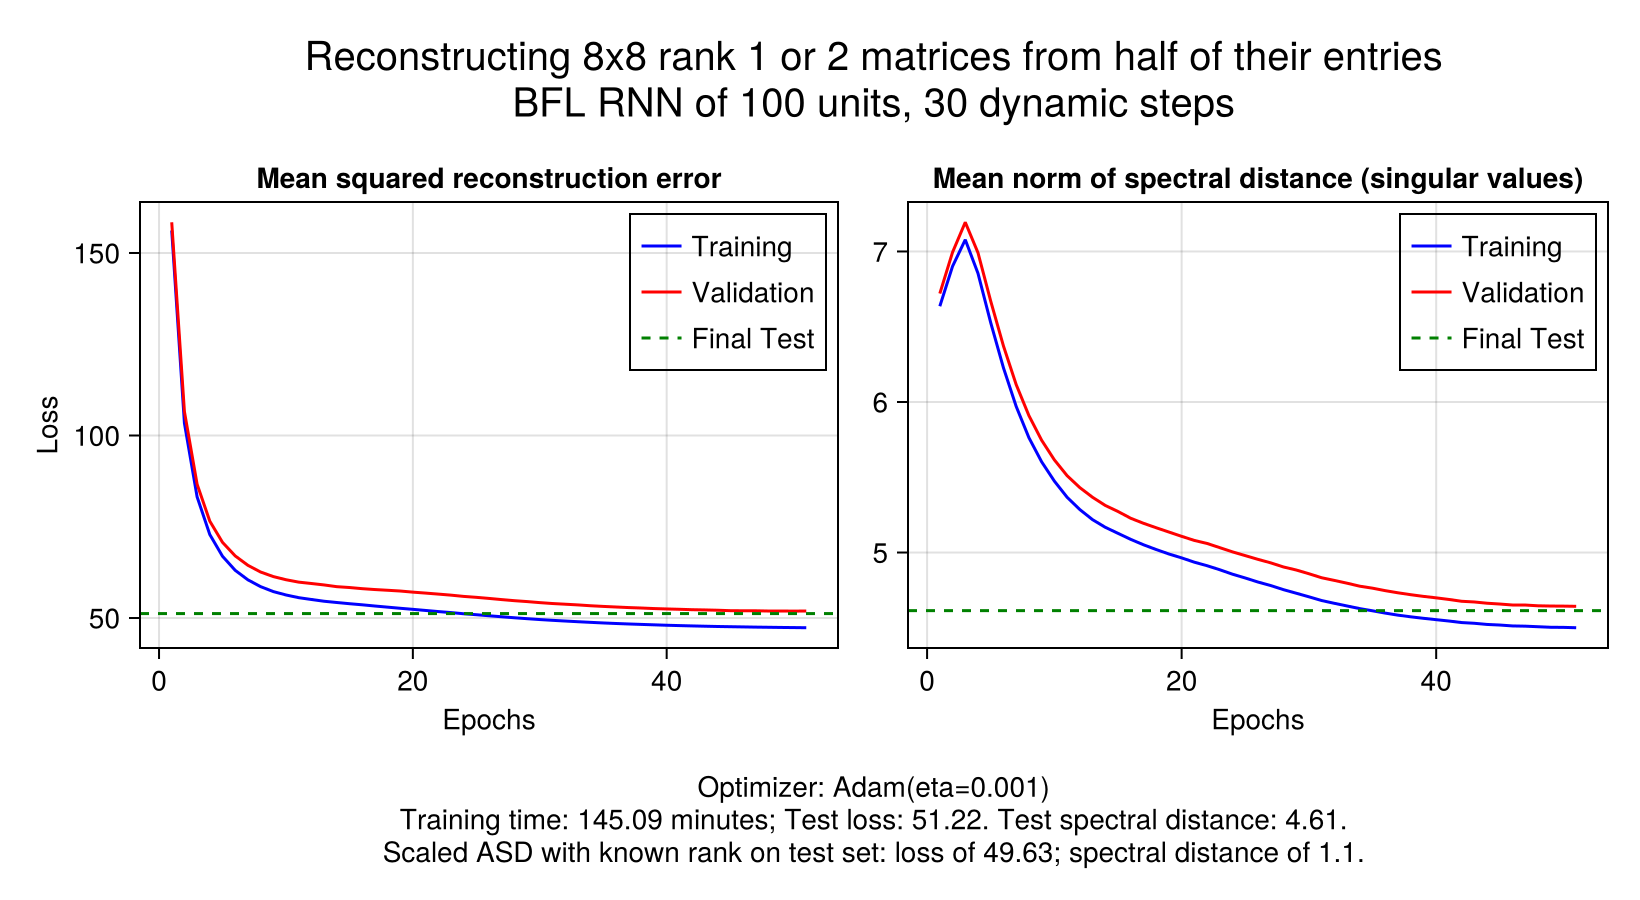 Reconstructing 8x8 rank 1 or 2 matrices from half of their entries
BFL RNN of 100 units, 30 dynamic steps
Mean squared reconstruction error
Loss
150
100
50
Training
Validation
Final Test
0
20
40
Epochs
Mean norm of spectral distance (singular values)
7
6
5
Training
Validation
Final Test
0
20
40
Epochs
Optimizer: Adam(eta=0.001)
Training time: 145.09 minutes; Test loss: 51.22. Test spectral distance: 4.61.
Scaled ASD with known rank on test set: loss of 49.63; spectral distance of 1.1.